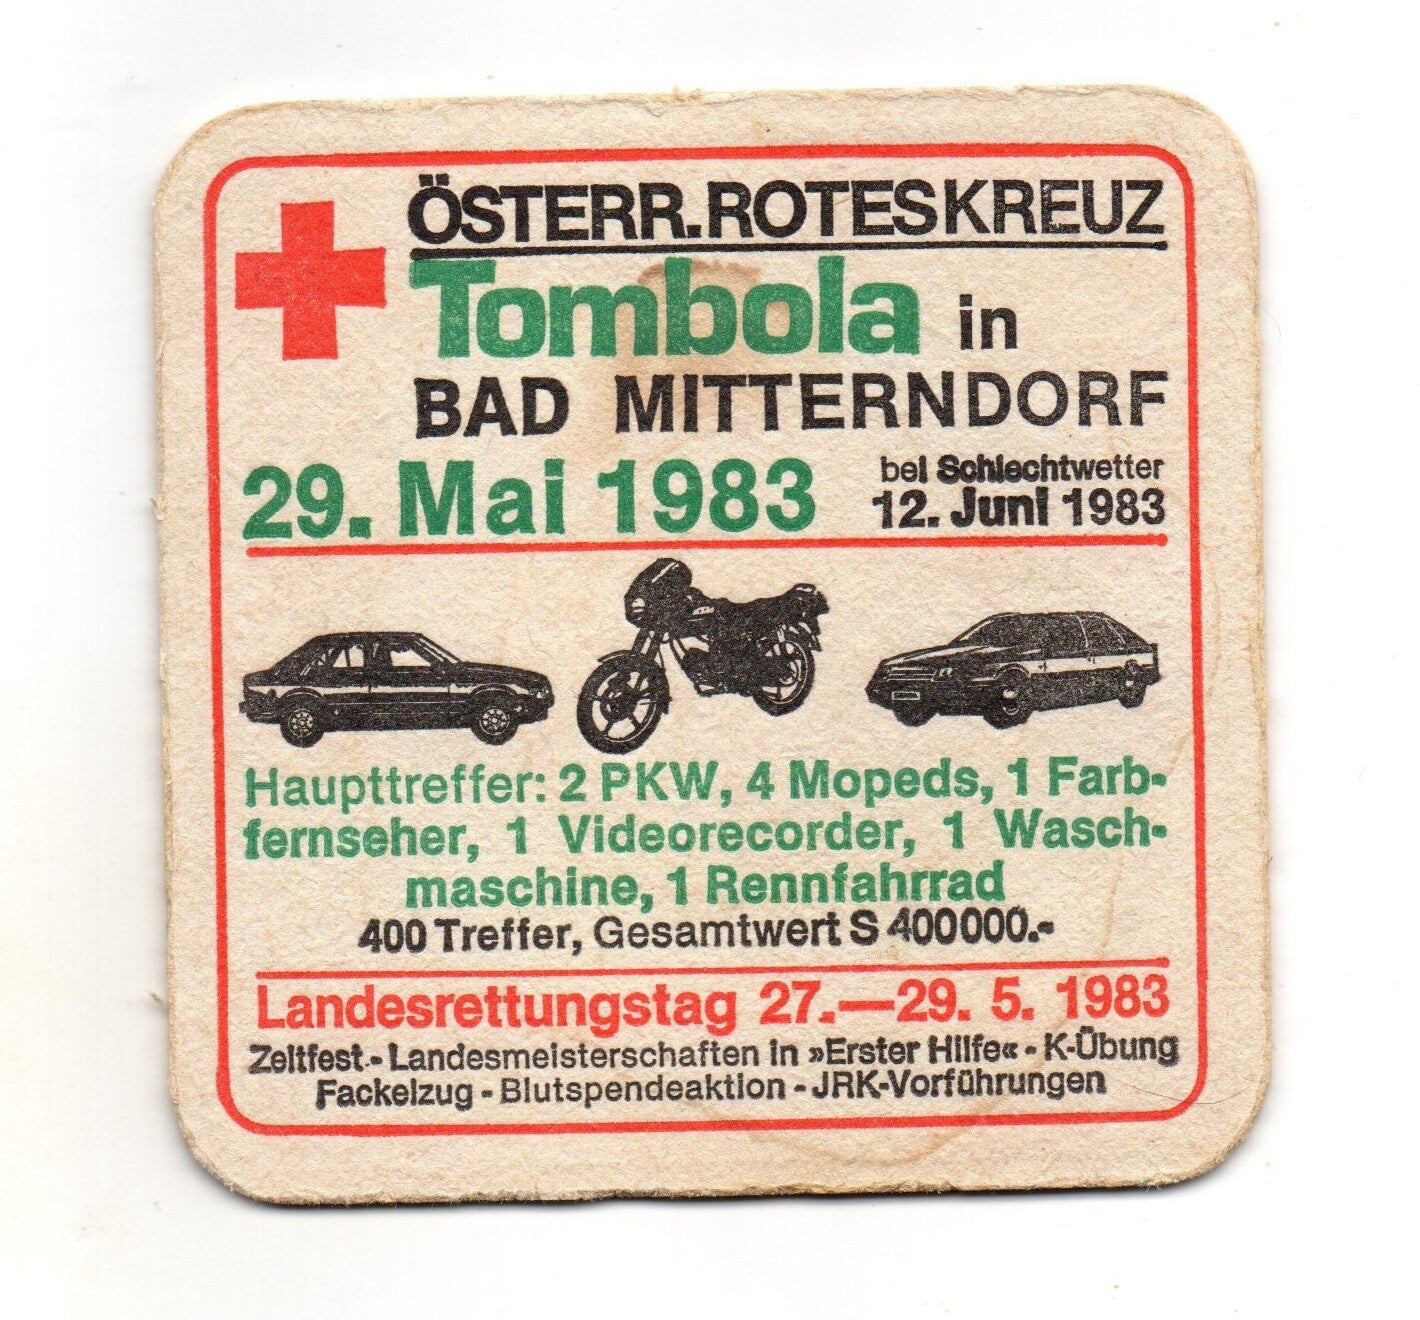 ÖSTERR.ROTESKREUZ
Tombola in
BAD MITTERNDORF
29. Mai 1983
bei Schlechtwetter
12. Juni 1983
Haupttreffer: 2 PKW, 4 Mopeds, 1 Farb-
fernseher, 1 Videorecorder, 1 Wasch-
maschine, 1 Rennfahrrad
400 Treffer, Gesamtwert S 400000.-
Landesrettungstag 27.—29. 5. 1983
Zeltfest - Landesmeisterschaften in »Erster Hilfe« - K-Übung
Fackelzug - Blutspendeaktion - JRK-Vorführungen